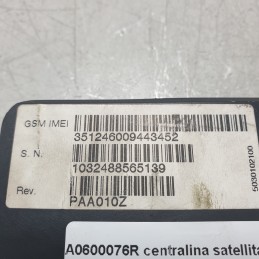 GSM IMEI
351246009443452
S. N.
1032488565139
Rev.
PAA010Z
5030102100
A0600076R centralina satellita